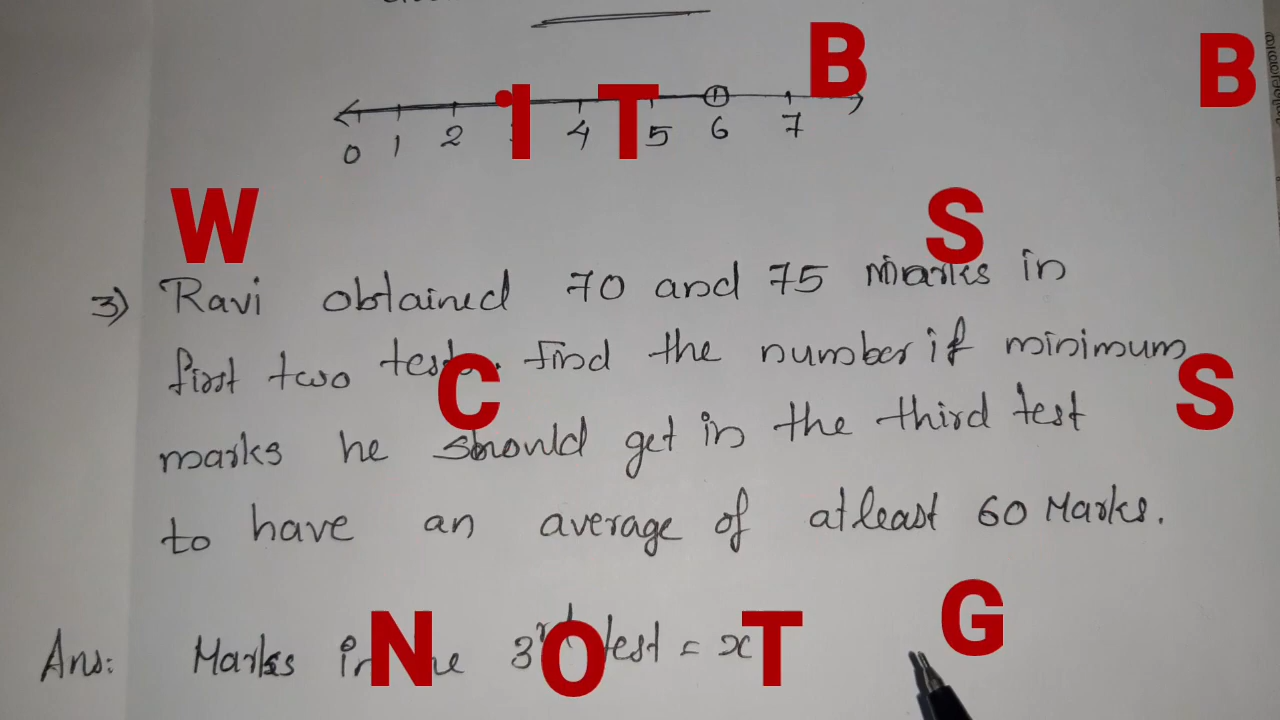 B B
I T
0 1 2 4 5 6 7
W S
3) Ravi obtained 70 and 75 marks in
first two tests. Find the number if minimum
C S
marks he should get in the third test
to have an average of atleast 60 Marks.
G
Ans: Marks in the 3rd test = x
N O T